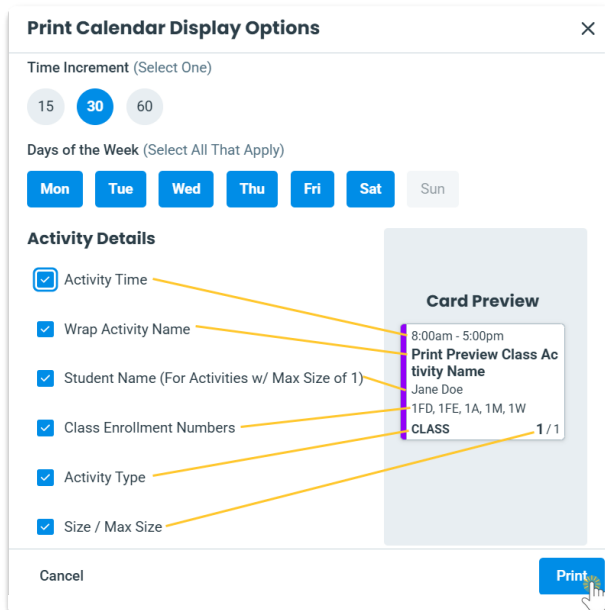 Print Calendar Display Options
Time Increment (Select One)
15 30 60
Days of the Week (Select All That Apply)
Mon Tue Wed Thu Fri Sat Sun
Activity Details
Activity Time
Wrap Activity Name
Student Name (For Activities w/ Max Size of 1)
Class Enrollment Numbers
Activity Type
Size / Max Size
Card Preview
8:00am - 5:00pm
Print Preview Class Ac
tivity Name
Jane Doe
1FD, 1FE, 1A, 1M, 1W
CLASS 1 / 1
Cancel Print